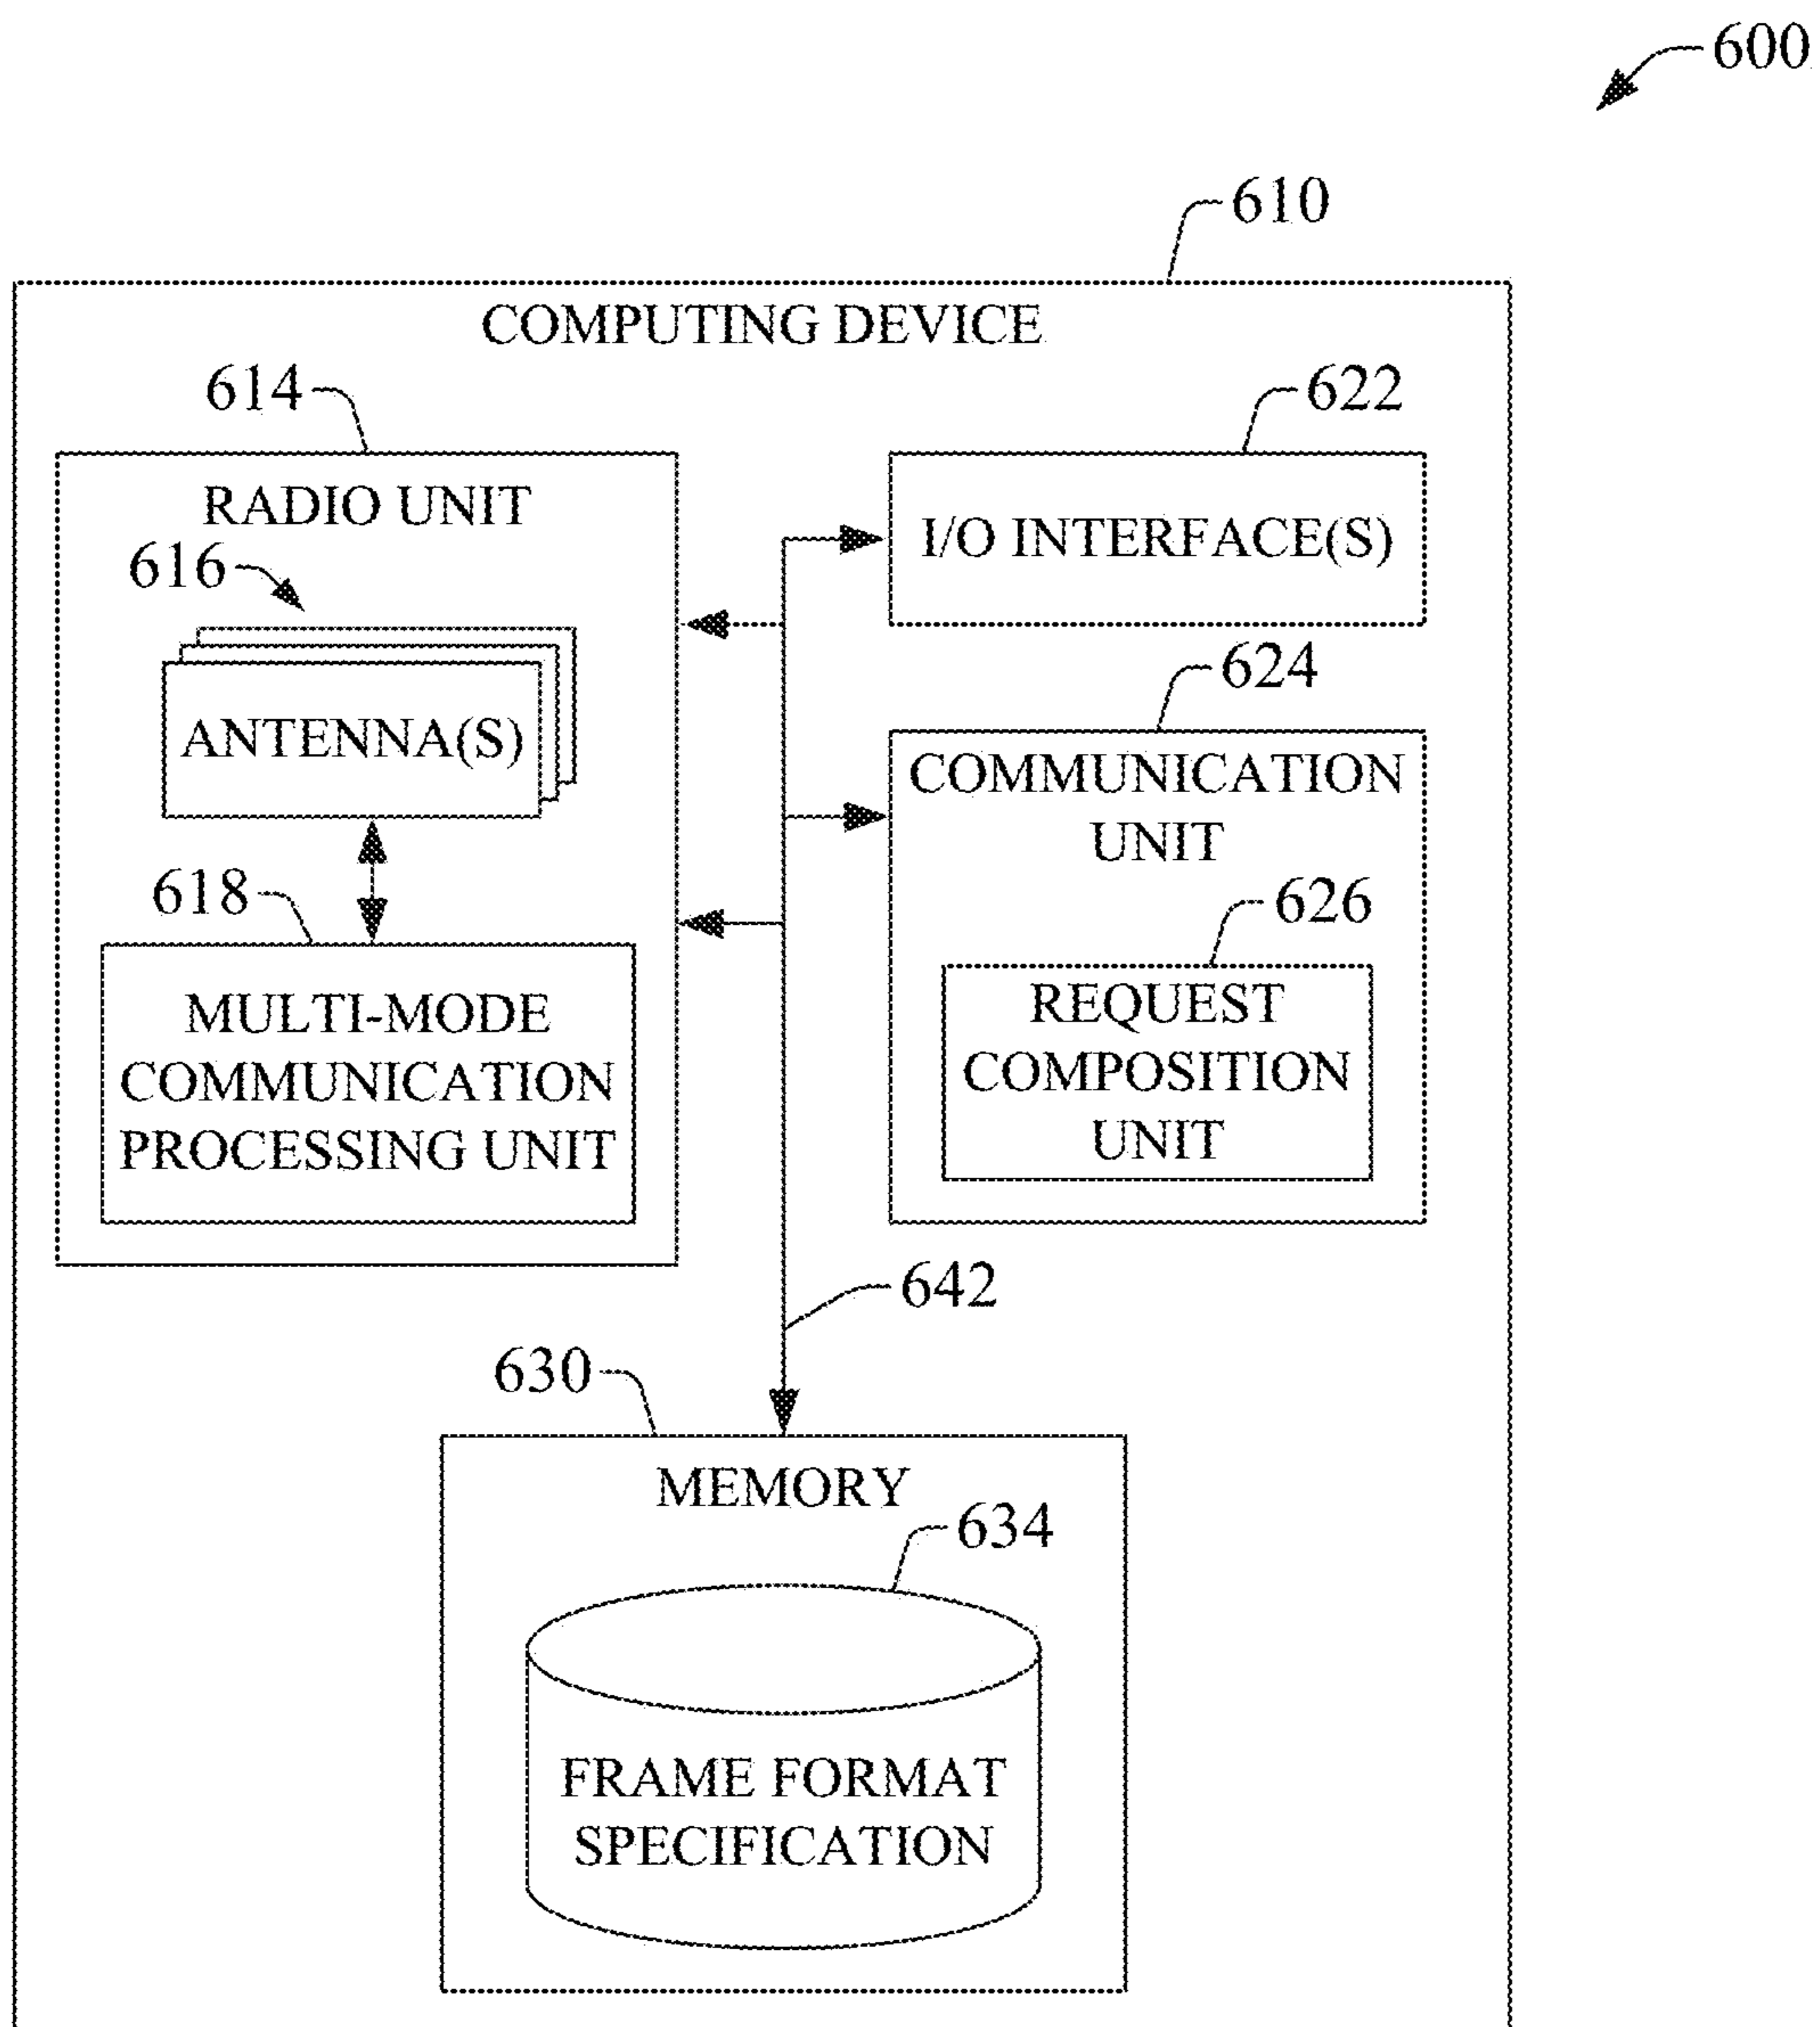 600
610
COMPUTING DEVICE
614
622
RADIO UNIT
I/O INTERFACE(S)
616
624
ANTENNA(S)
COMMUNICATION
UNIT
618
626
MULTI-MODE
COMMUNICATION
PROCESSING UNIT
REQUEST
COMPOSITION
UNIT
642
630
MEMORY
634
FRAME FORMAT
SPECIFICATION